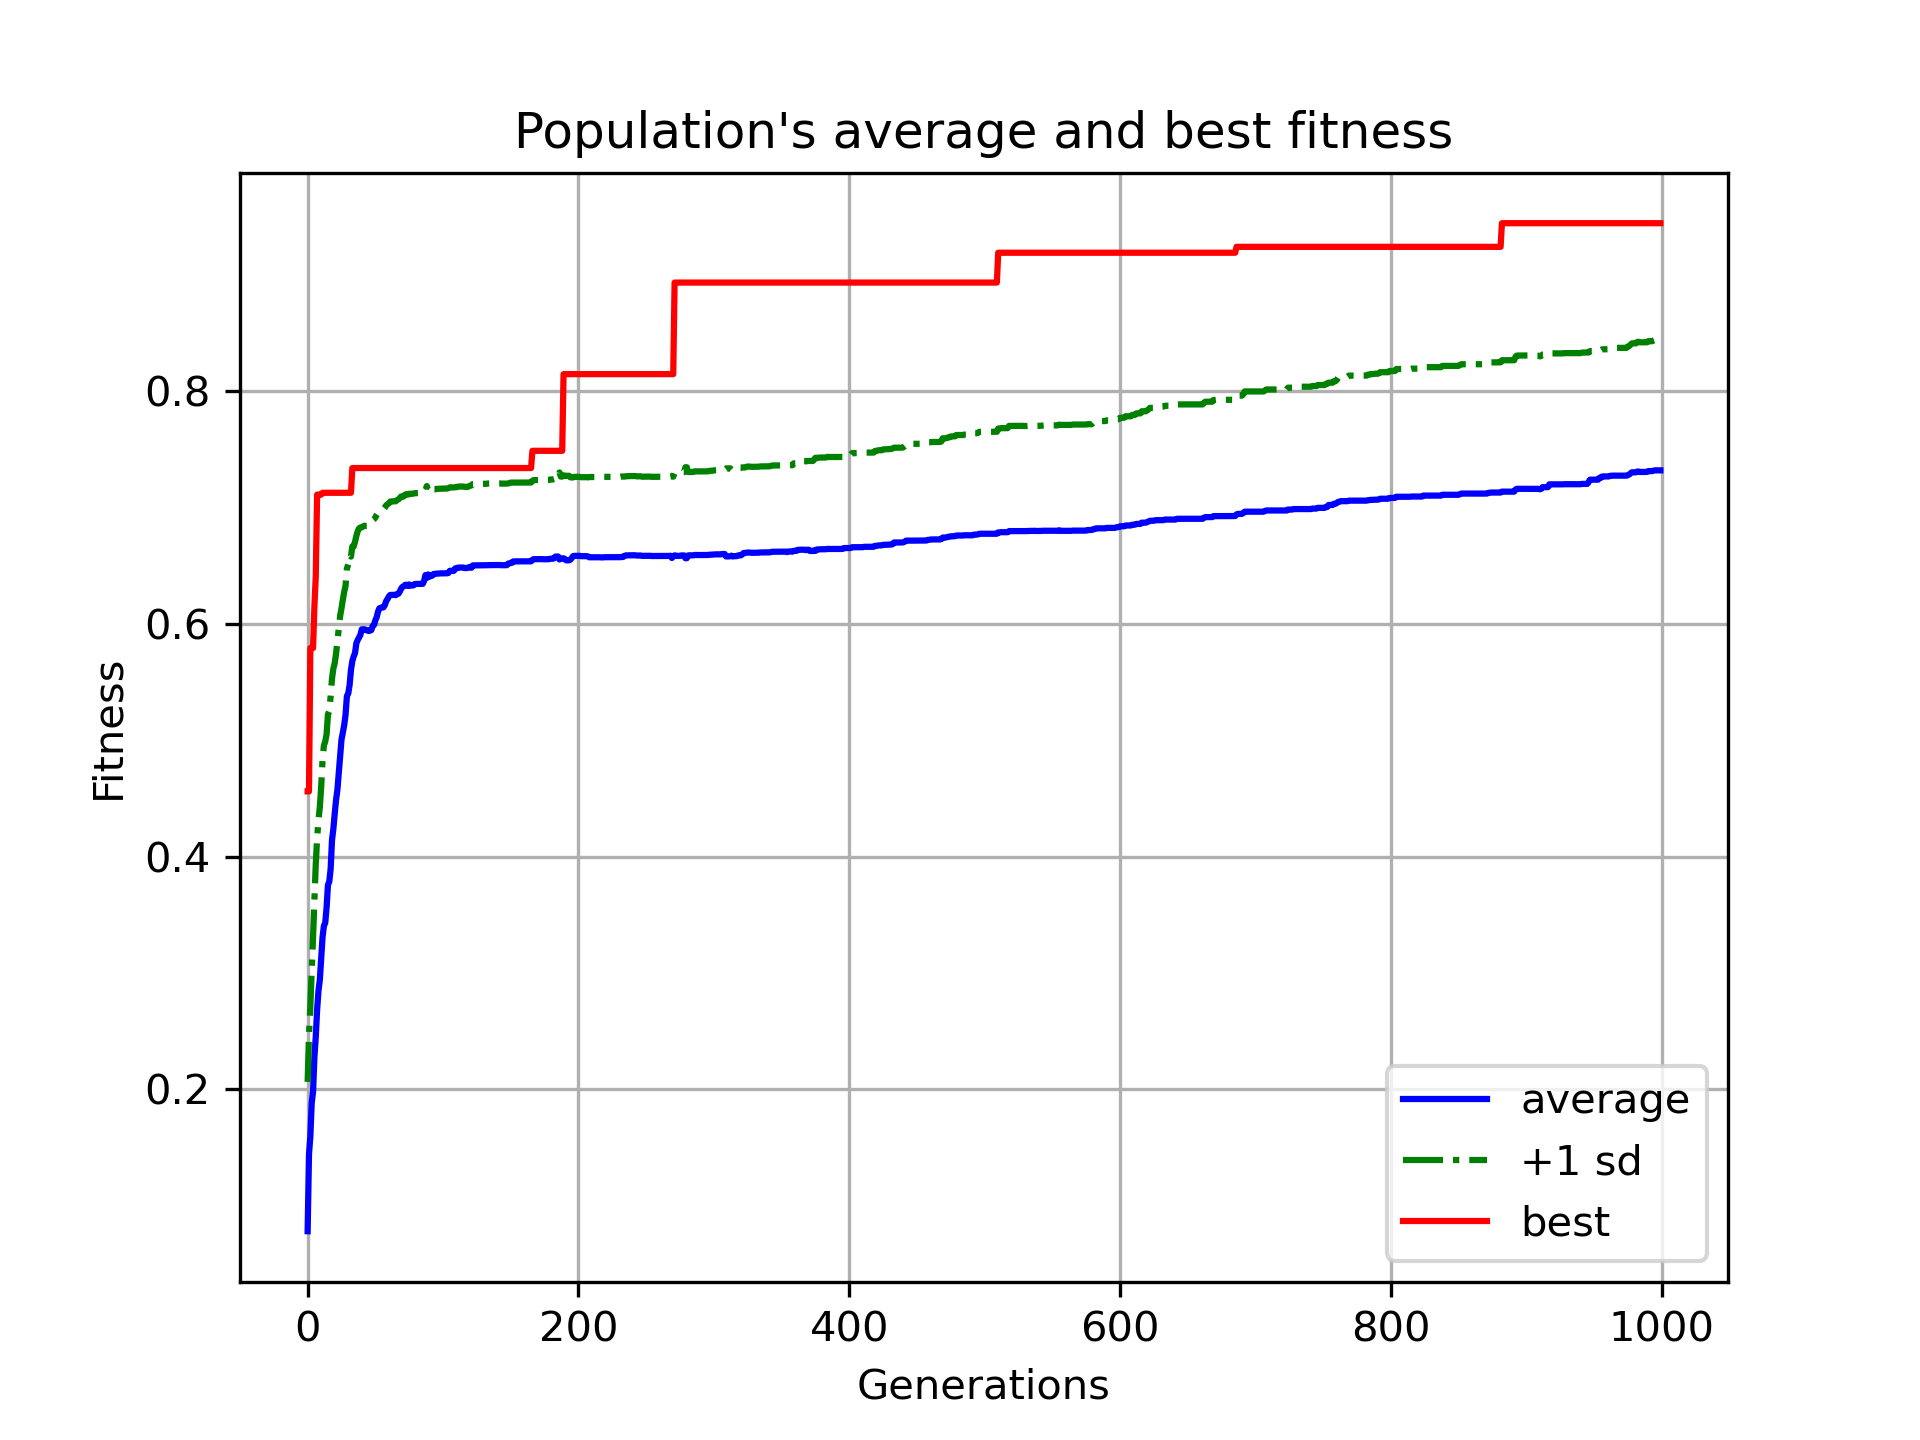 Population's average and best fitness
Fitness
0.8
0.6
0.4
0.2
0 200 400 600 800 1000
Generations
average
+1 sd
best